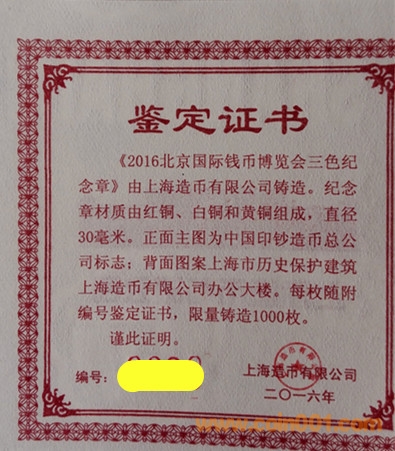 鉴定证书
《2016北京国际钱币博览会三色纪
念章》由上海造币有限公司铸造。纪念
章材质由红铜、白铜和黄铜组成，直径
30毫米。正面主图为中国印钞造币总公
司标志；背面图案上海市历史保护建筑
上海造币有限公司办公大楼。每枚随附
编号鉴定证书，限量铸造1000枚。
谨此证明。
编号：
上海造币有限公司
二〇一六年